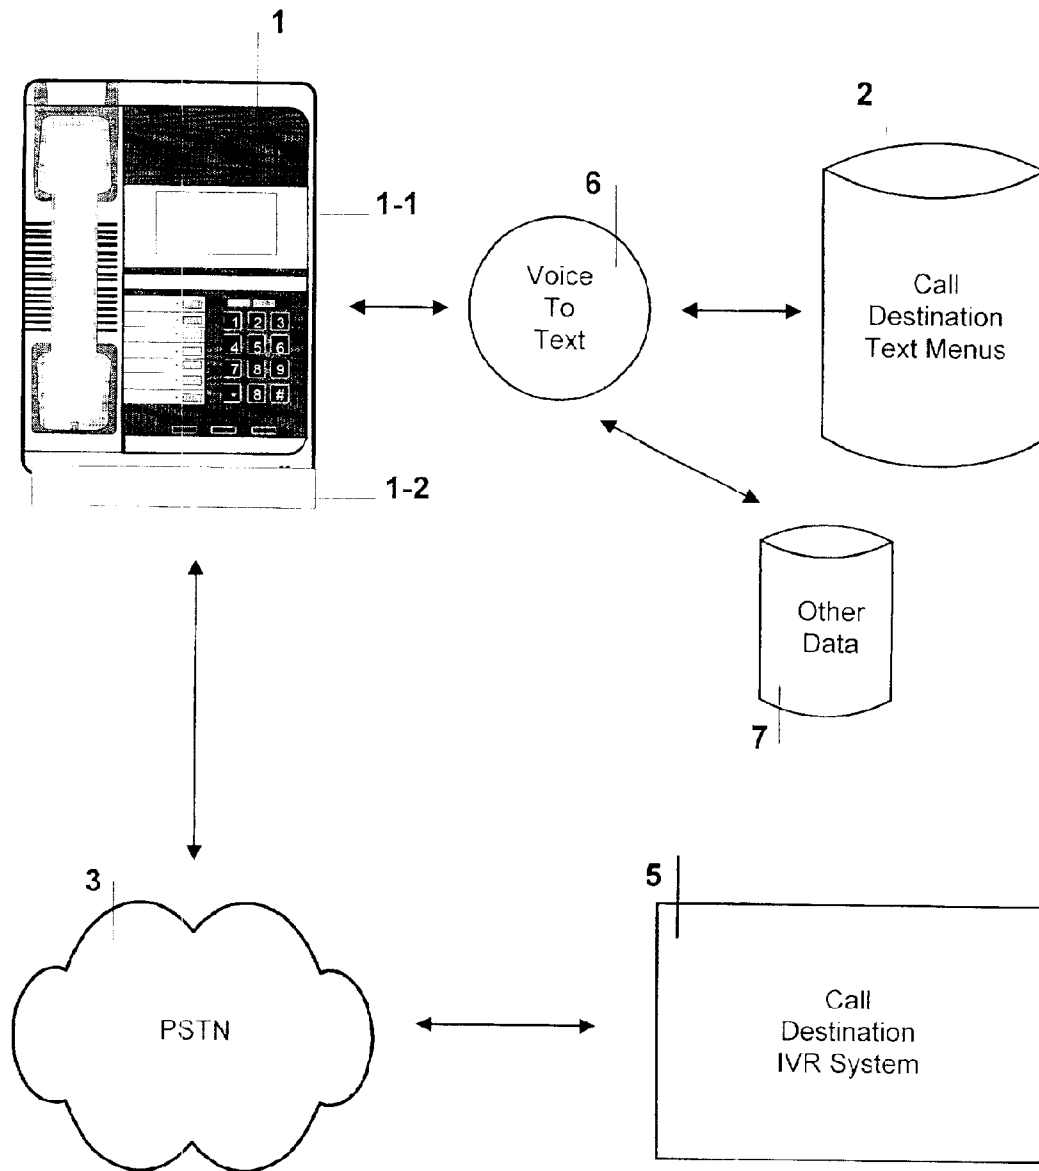 1
2
6
1-1
Voice
To
Text
Call
Destination
Text Menus
1 2 3
4 5 6
7 8 9
* 8 #
1-2
Other
Data
7
3
5
PSTN
Call
Destination
IVR System